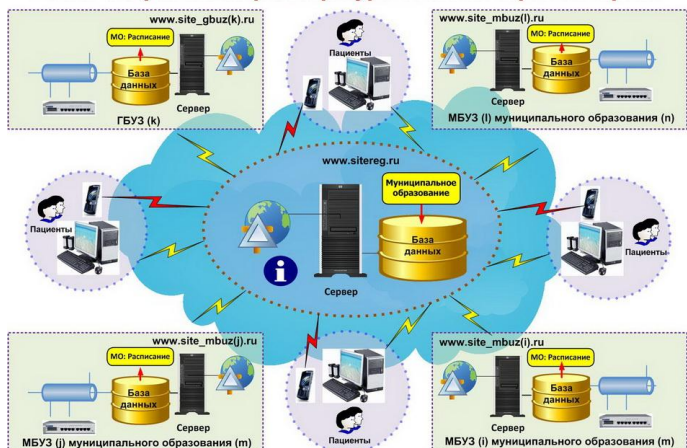 www.site_gbuz(k).ru
МО: Расписание
База
данных
Сервер
ГБУЗ (k)
Пациенты
www.site_mbuz(l).ru
МО: Расписание
База
данных
Сервер
МБУЗ (l) муниципального образования (n)
www.sitereg.ru
Муниципальное
образование
База
данных
Сервер
Пациенты
Пациенты
www.site_mbuz(j).ru
МО: Расписание
База
данных
Сервер
МБУЗ (j) муниципального образования (m)
Пациенты
www.site_mbuz(i).ru
МО: Расписание
База
данных
Сервер
МБУЗ (i) муниципального образования (m)